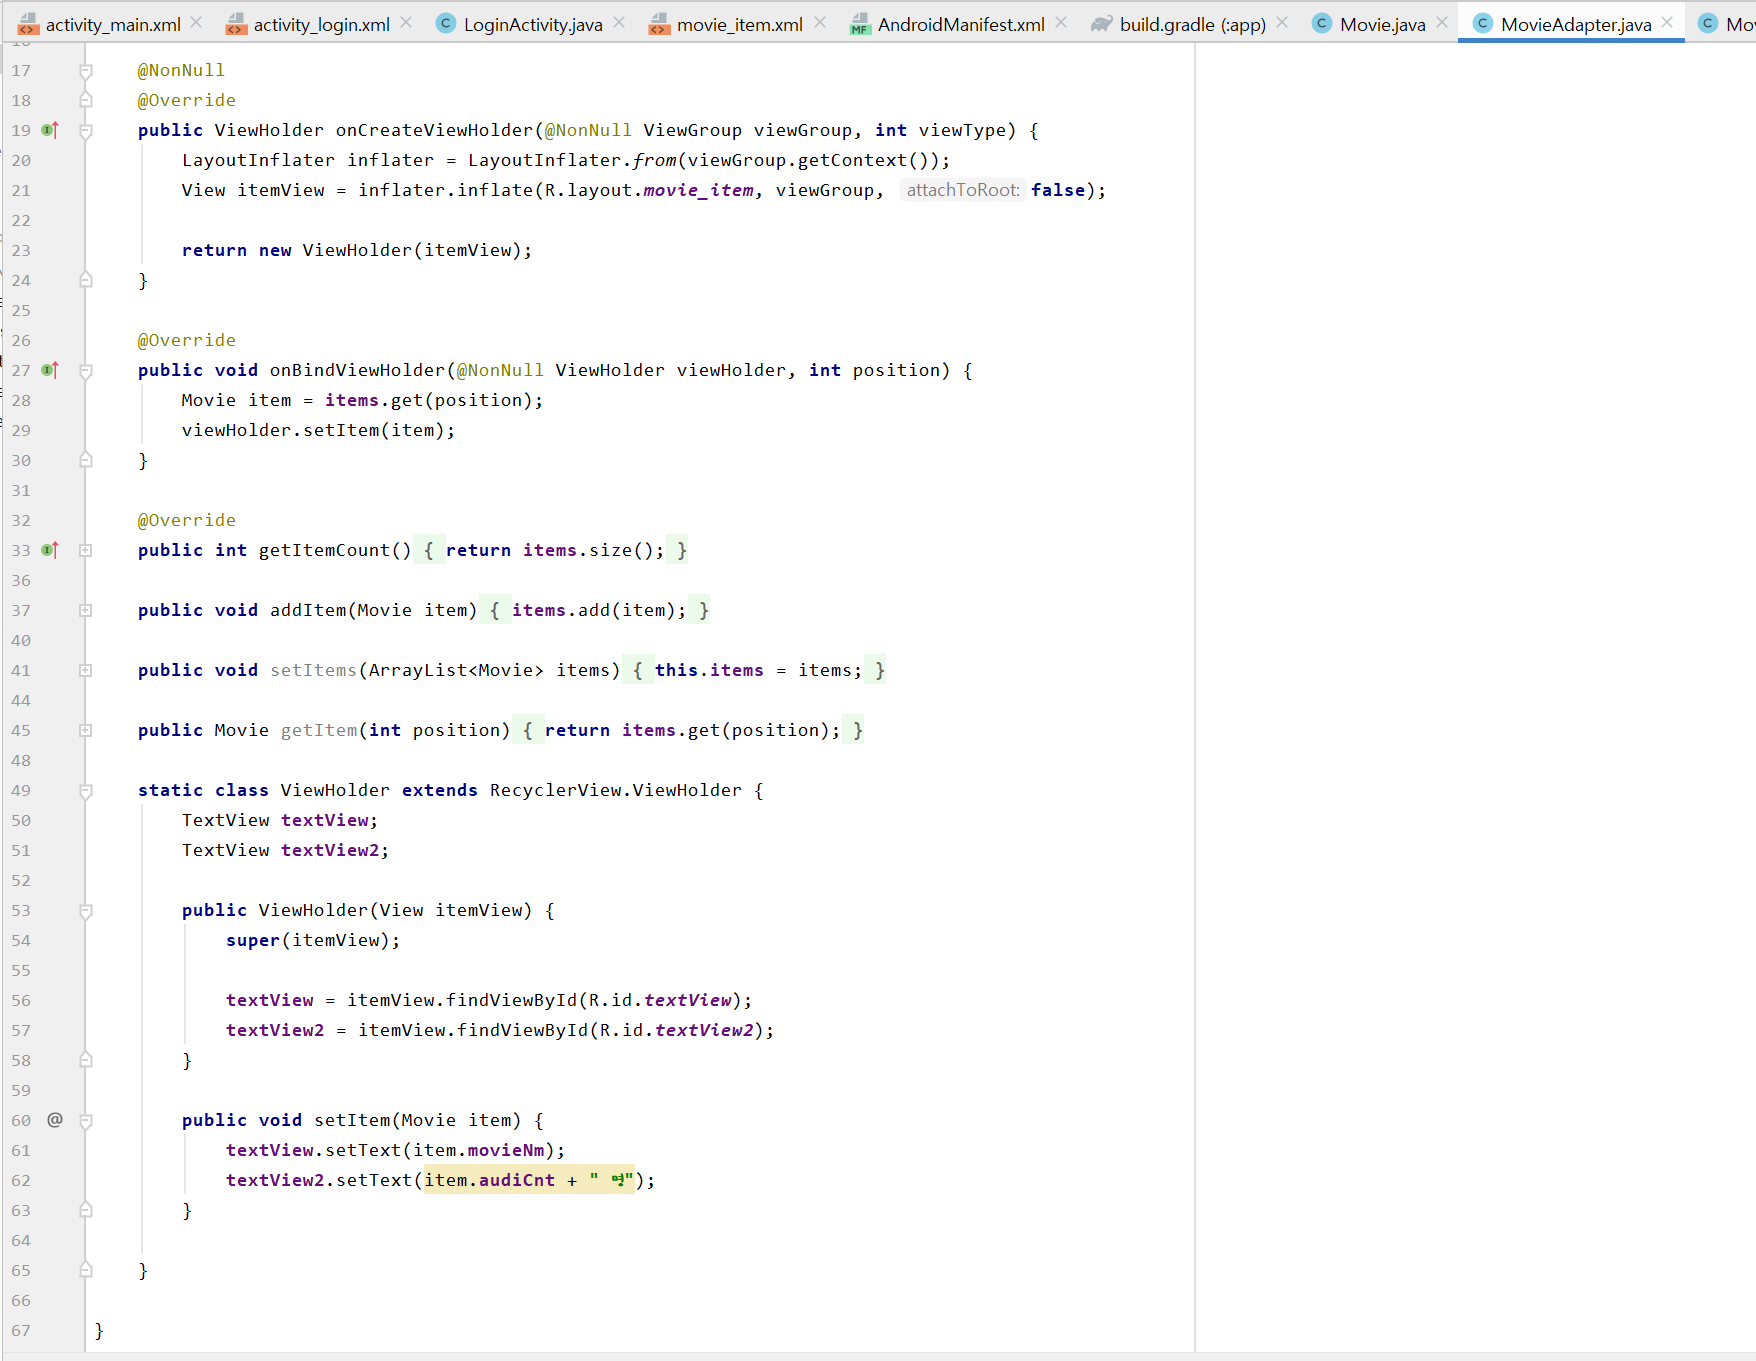 activity_main.xml activity_login.xml LoginActivity.java movie_item.xml AndroidManifest.xml build.gradle (:app) Movie.java MovieAdapter.java
17 @NonNull
18 @Override
19 public ViewHolder onCreateViewHolder(@NonNull ViewGroup viewGroup, int viewType) {
20 LayoutInflater inflater = LayoutInflater.from(viewGroup.getContext());
21 View itemView = inflater.inflate(R.layout.movie_item, viewGroup, attachToRoot: false);
22
23 return new ViewHolder(itemView);
24 }
25
26 @Override
27 public void onBindViewHolder(@NonNull ViewHolder viewHolder, int position) {
28 Movie item = items.get(position);
29 viewHolder.setItem(item);
30 }
31
32 @Override
33 public int getItemCount() { return items.size(); }
36
37 public void addItem(Movie item) { items.add(item); }
40
41 public void setItems(ArrayList<Movie> items) { this.items = items; }
44
45 public Movie getItem(int position) { return items.get(position); }
48
49 static class ViewHolder extends RecyclerView.ViewHolder {
50 TextView textView;
51 TextView textView2;
52
53 public ViewHolder(View itemView) {
54 super(itemView);
55
56 textView = itemView.findViewById(R.id.textView);
57 textView2 = itemView.findViewById(R.id.textView2);
58 }
59
60 @ public void setItem(Movie item) {
61 textView.setText(item.movieNm);
62 textView2.setText(item.audiCnt + " 명");
63 }
64
65 }
66
67 }